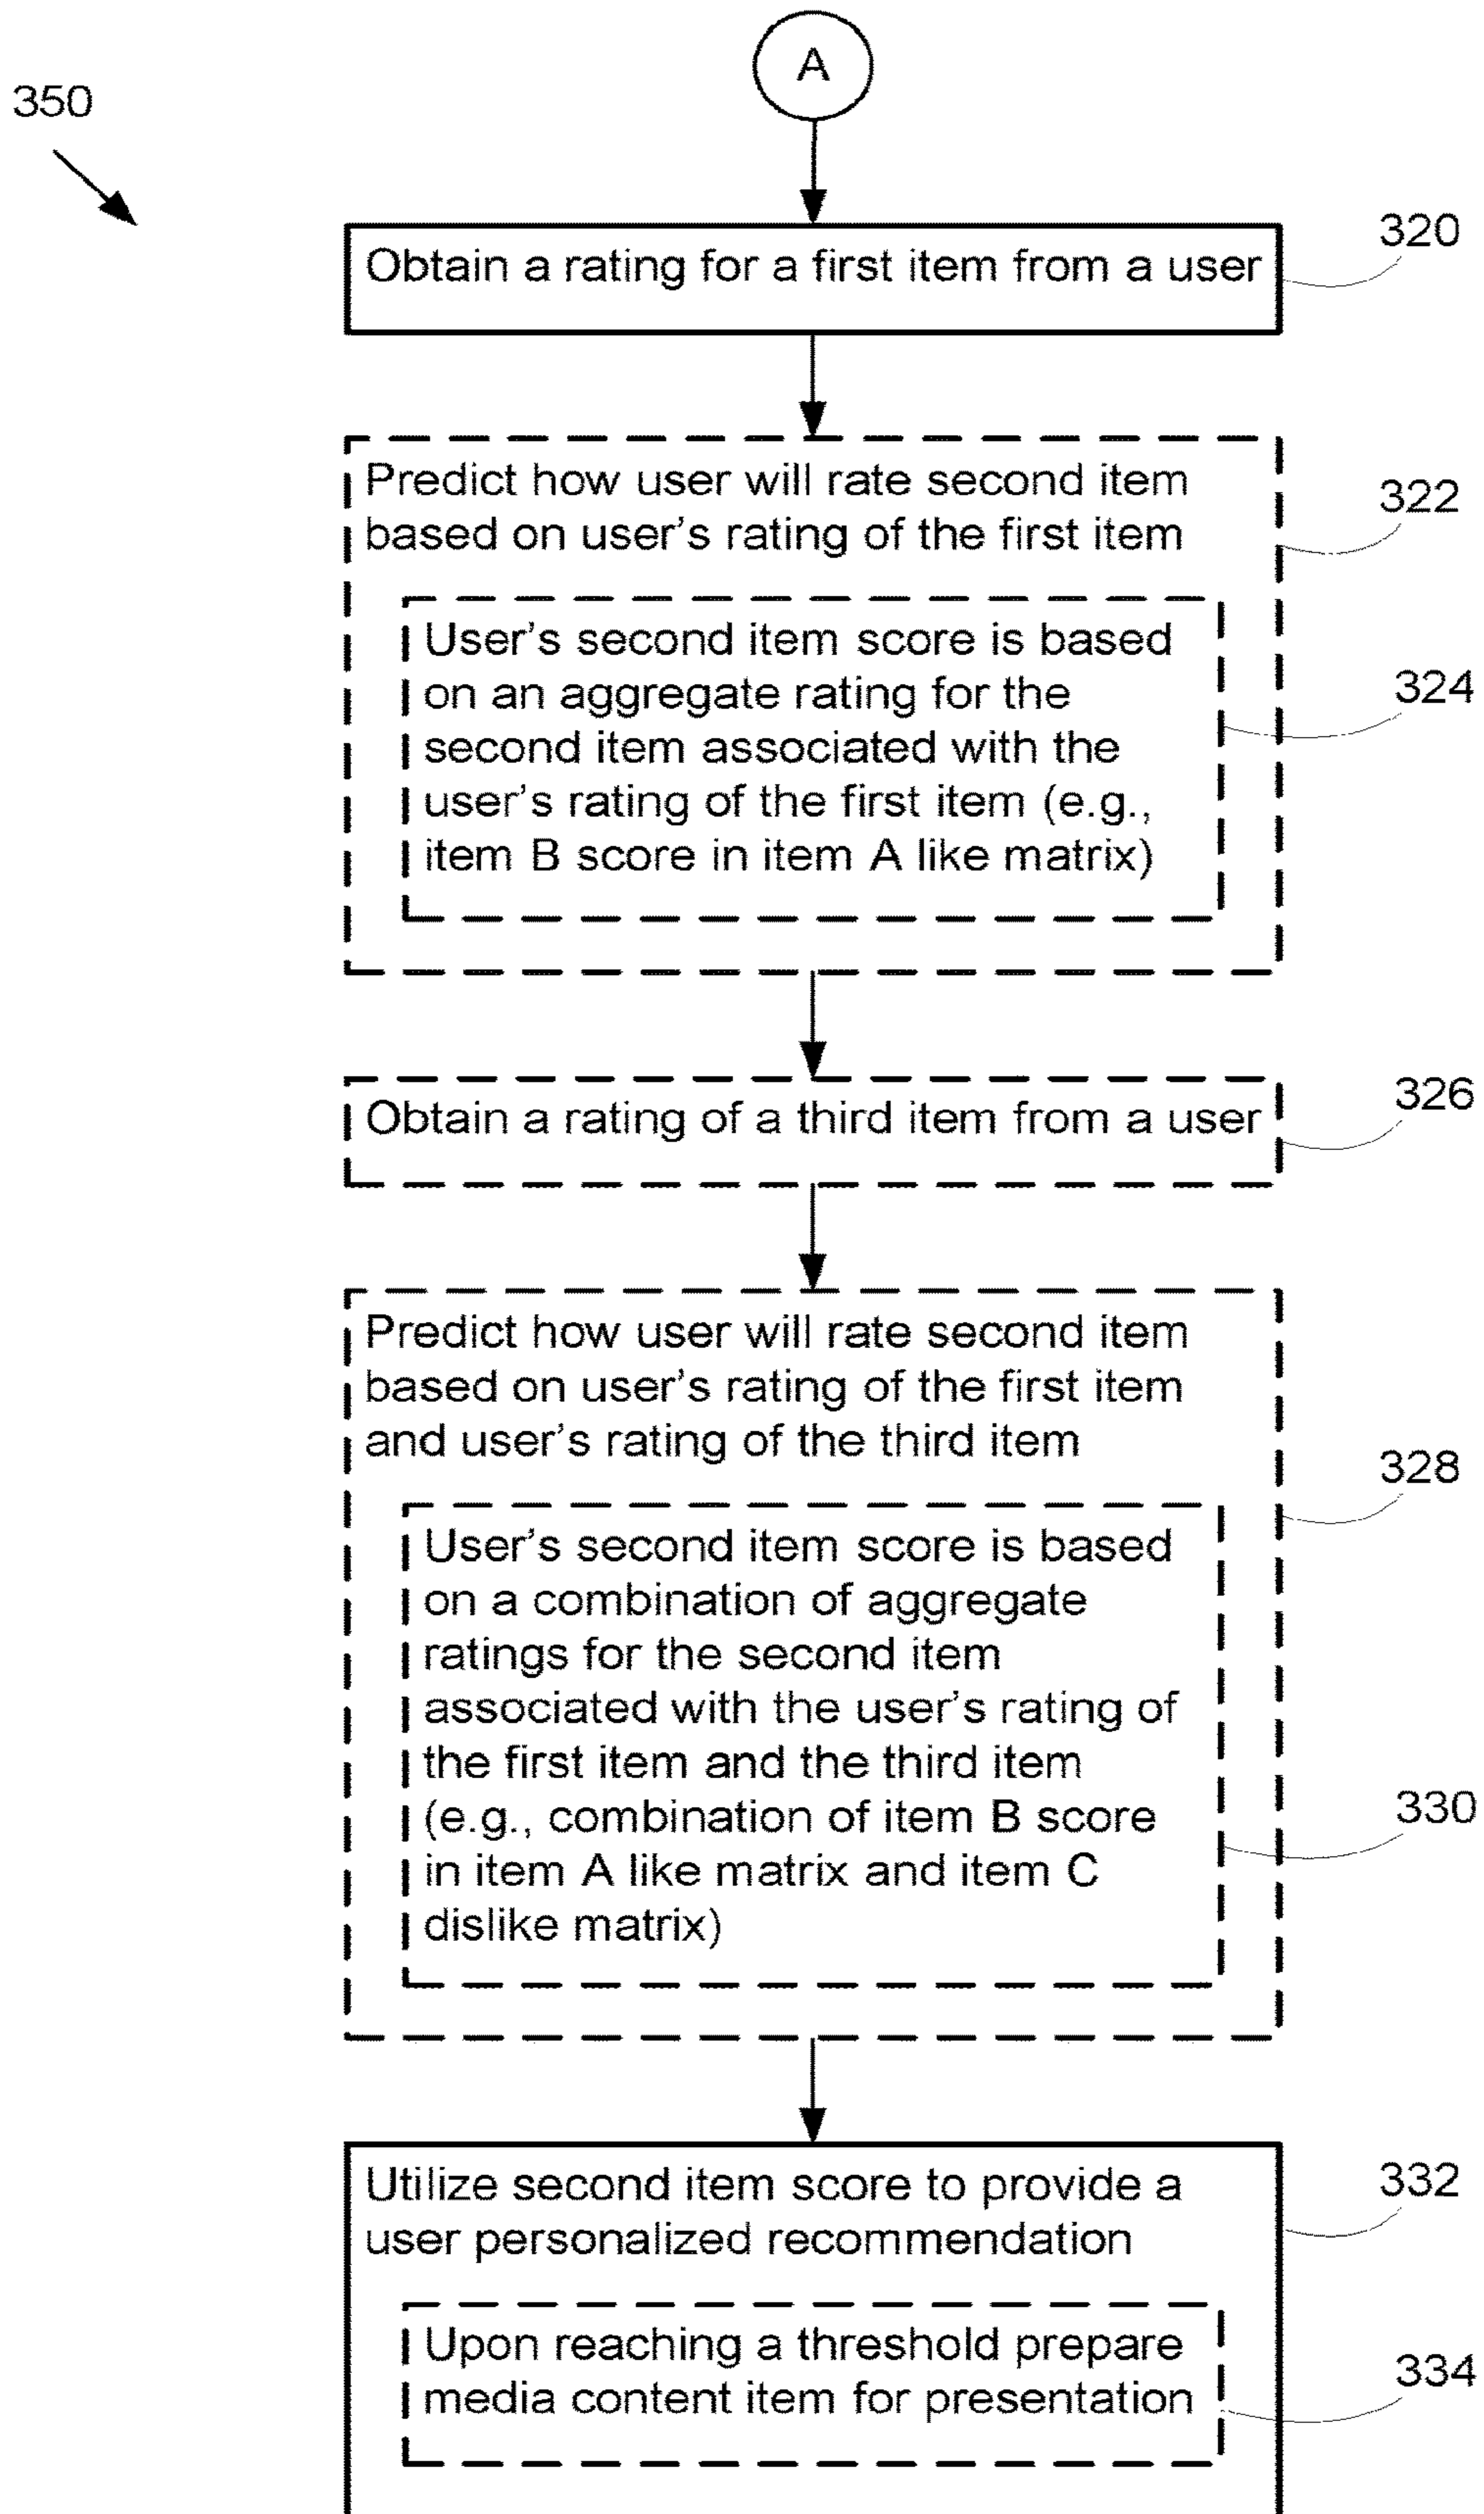 A
350
320
Obtain a rating for a first item from a user
322
Predict how user will rate second item
based on user's rating of the first item
324
User's second item score is based
on an aggregate rating for the
second item associated with the
user's rating of the first item (e.g.,
item B score in item A like matrix)
326
Obtain a rating of a third item from a user
328
Predict how user will rate second item
based on user's rating of the first item
and user's rating of the third item
330
User's second item score is based
on a combination of aggregate
ratings for the second item
associated with the user's rating of
the first item and the third item
(e.g., combination of item B score
in item A like matrix and item C
dislike matrix)
332
Utilize second item score to provide a
user personalized recommendation
334
Upon reaching a threshold prepare
media content item for presentation